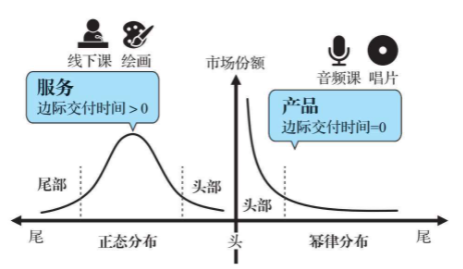 线下课 绘画
市场份额
音频课 唱片
服务
边际交付时间＞0
产品
边际交付时间=0
尾部
头部
头部
尾
正态分布
头
幂律分布
尾